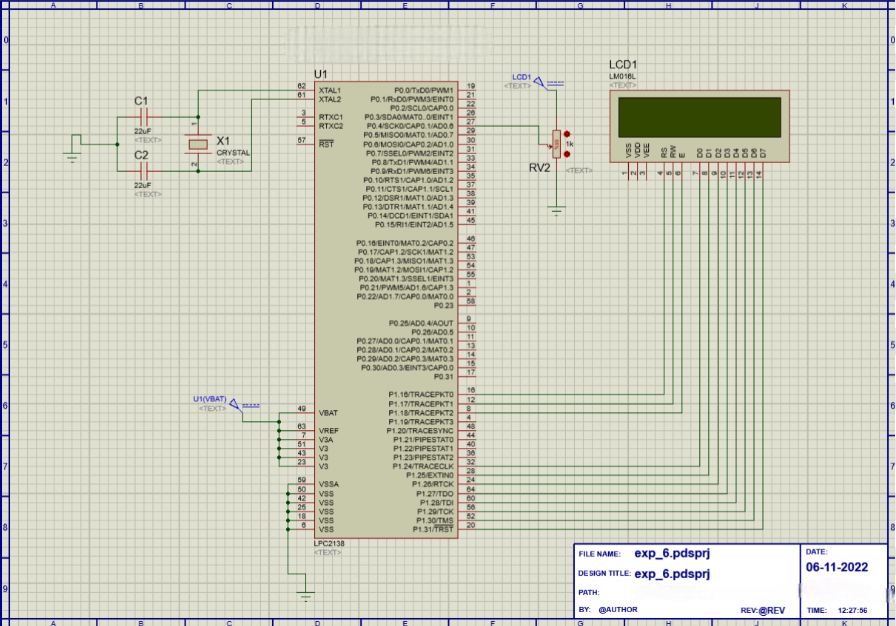 A B C D E F G H J K
0
1
2
3
4
5
6
7
8
9
C1
22uF
<TEXT>
C2
22uF
<TEXT>
1
2
X1
CRYSTAL
<TEXT>
U1
62 XTAL1
61 XTAL2
3 RTXC1
5 RTXC2
57 RST
U1(VBAT)
<TEXT>
49 VBAT
63 VREF
7 V3A
51 V3
43 V3
23 V3
59 VSSA
50 VSS
42 VSS
25 VSS
18 VSS
6 VSS
P0.0/TxD0/PWM1 19
P0.1/RxD0/PWM3/EINT0 21
P0.2/SCL0/CAP0.0 22
P0.3/SDA0/MAT0.0/EINT1 26
P0.4/SCK0/CAP0.1/AD0.6 27
P0.5/MISO0/MAT0.1/AD0.7 29
P0.6/MOSI0/CAP0.2/AD1.0 30
P0.7/SSEL0/PWM2/EINT2 31
P0.8/TxD1/PWM4/AD1.1 33
P0.9/RxD1/PWM6/EINT3 34
P0.10/RTS1/CAP1.0/AD1.2 35
P0.11/CTS1/CAP1.1/SCL1 37
P0.12/DSR1/MAT1.0/AD1.3 38
P0.13/DTR1/MAT1.1/AD1.4 39
P0.14/DCD1/EINT1/SDA1 41
P0.15/RI1/EINT2/AD1.5 45
P0.16/EINT0/MAT0.2/CAP0.2 46
P0.17/CAP1.2/SCK1/MAT1.2 47
P0.18/CAP1.3/MISO1/MAT1.3 53
P0.19/MAT1.2/MOSI1/CAP1.2 54
P0.20/MAT1.3/SSEL1/EINT3 55
P0.21/PWM5/AD1.6/CAP1.3 1
P0.22/AD1.7/CAP0.0/MAT0.0 2
P0.23 58
P0.25/AD0.4/AOUT 9
P0.26/AD0.5 10
P0.27/AD0.0/CAP0.1/MAT0.1 11
P0.28/AD0.1/CAP0.2/MAT0.2 13
P0.29/AD0.2/CAP0.3/MAT0.3 14
P0.30/AD0.3/EINT3/CAP0.0 15
P0.31 17
P1.16/TRACEPKT0 16
P1.17/TRACEPKT1 12
P1.18/TRACEPKT2 8
P1.19/TRACEPKT3 4
P1.20/TRACESYNC 48
P1.21/PIPESTAT0 44
P1.22/PIPESTAT1 40
P1.23/PIPESTAT2 36
P1.24/TRACECLK 32
P1.25/EXTIN0 28
P1.26/RTCK 24
P1.27/TDO 64
P1.28/TDI 60
P1.29/TCK 56
P1.30/TMS 52
P1.31/TRST 20
LPC2138
<TEXT>
LCD1
<TEXT>
RV2
1k
<TEXT>
LCD1
LM016L
<TEXT>
VSS VDD VEE RS RW E D0 D1 D2 D3 D4 D5 D6 D7
1 2 3 4 5 6 7 8 9 10 11 12 13 14
FILE NAME: exp_6.pdsprj
DESIGN TITLE: exp_6.pdsprj
PATH:
BY: @AUTHOR REV:@REV
DATE:
06-11-2022
TIME: 12:27:56
A B C D E F G H J K